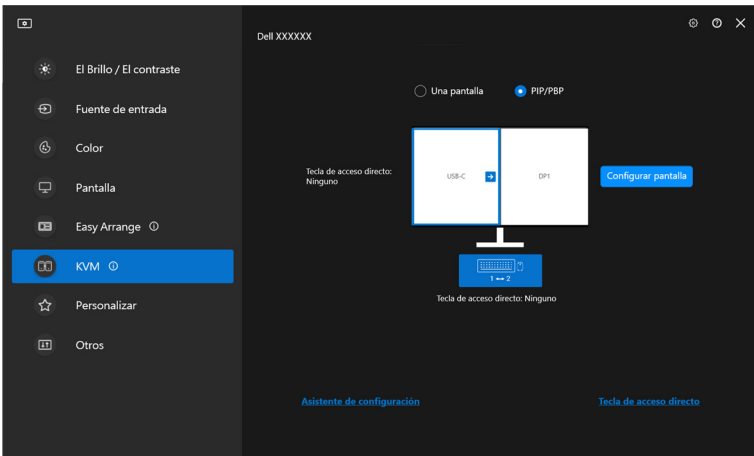 Dell XXXXXX
El Brillo / El contraste
Fuente de entrada
Color
Pantalla
Easy Arrange
KVM
Personalizar
Otros
Una pantalla
PIP/PBP
Tecla de acceso directo:
Ninguno
USB-C
DP1
Configurar pantalla
1 ↔ 2
Tecla de acceso directo: Ninguno
Asistente de configuración
Tecla de acceso directo